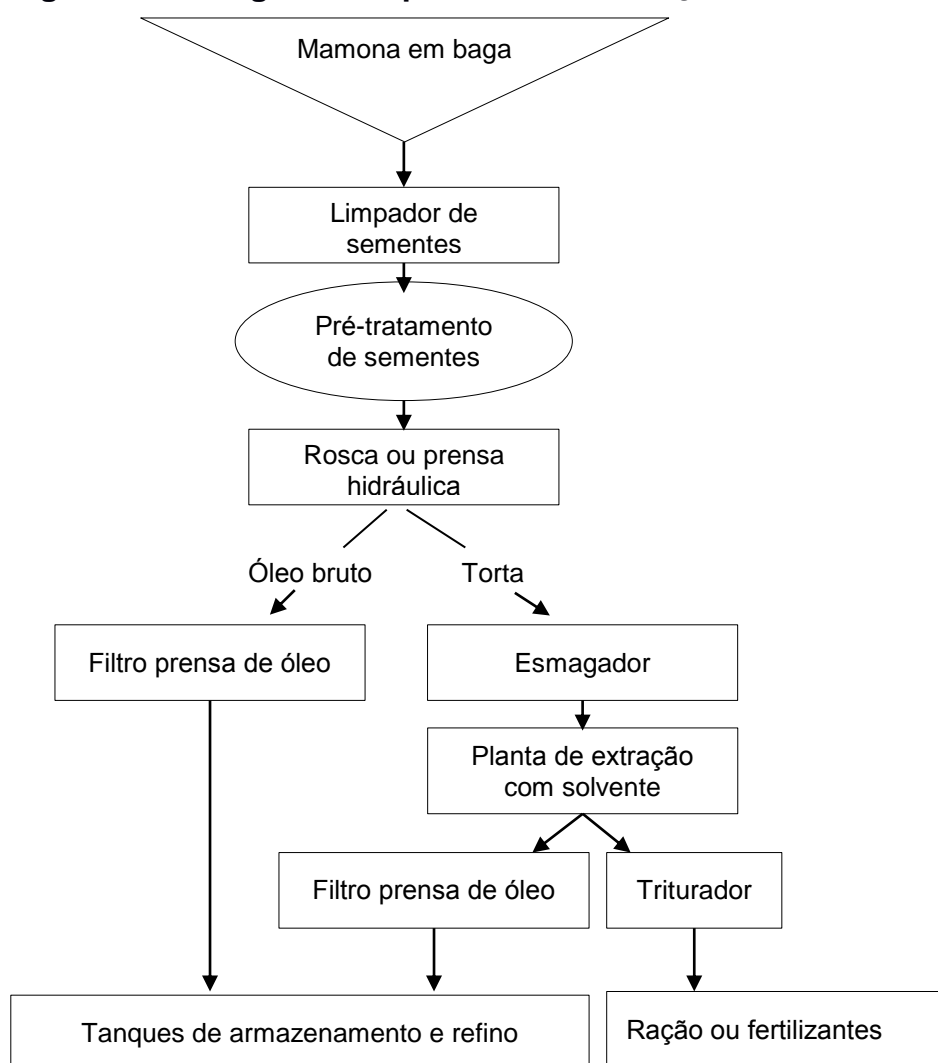 Mamona em baga
Limpador de
sementes
Pré-tratamento
de sementes
Rosca ou prensa
hidráulica
Óleo bruto
Torta
Filtro prensa de óleo
Esmagador
Planta de extração
com solvente
Filtro prensa de óleo
Triturador
Tanques de armazenamento e refino
Ração ou fertilizantes